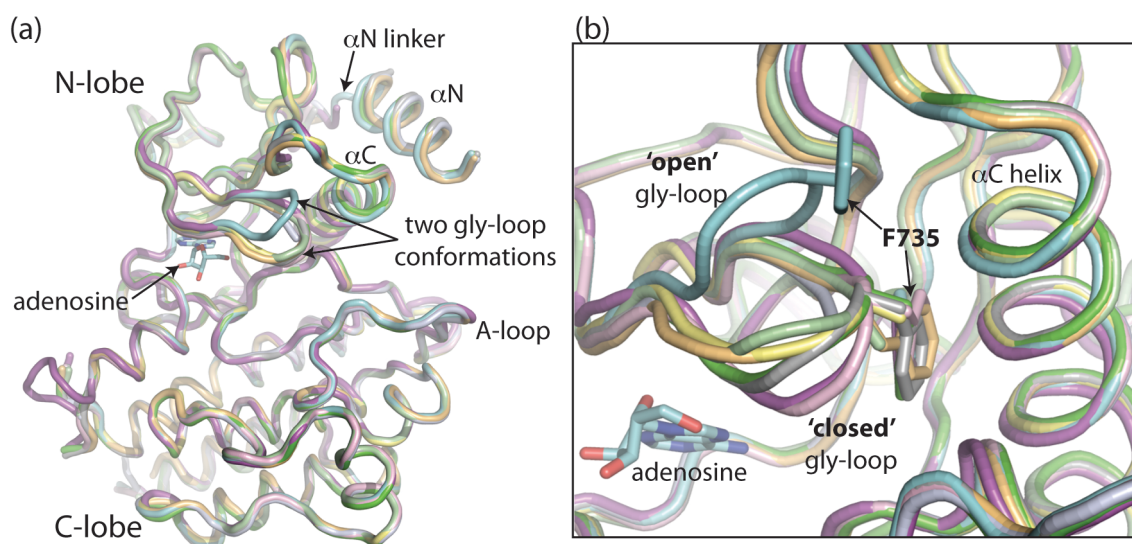 (a)
αN linker
N-lobe
αN
αC
two gly-loop
conformations
adenosine
A-loop
C-lobe
(b)
'open'
gly-loop
αC helix
F735
'closed'
gly-loop
adenosine